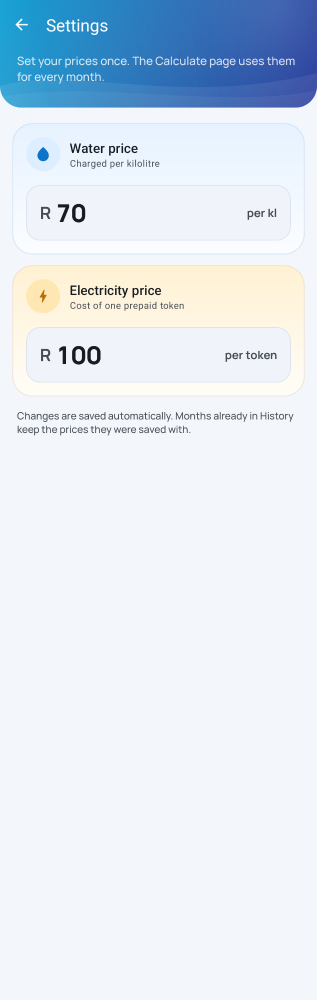 Settings
Set your prices once. The Calculate page uses them
for every month.
Water price
Charged per kilolitre
R 70 per kl
Electricity price
Cost of one prepaid token
R 100 per token
Changes are saved automatically. Months already in History
keep the prices they were saved with.